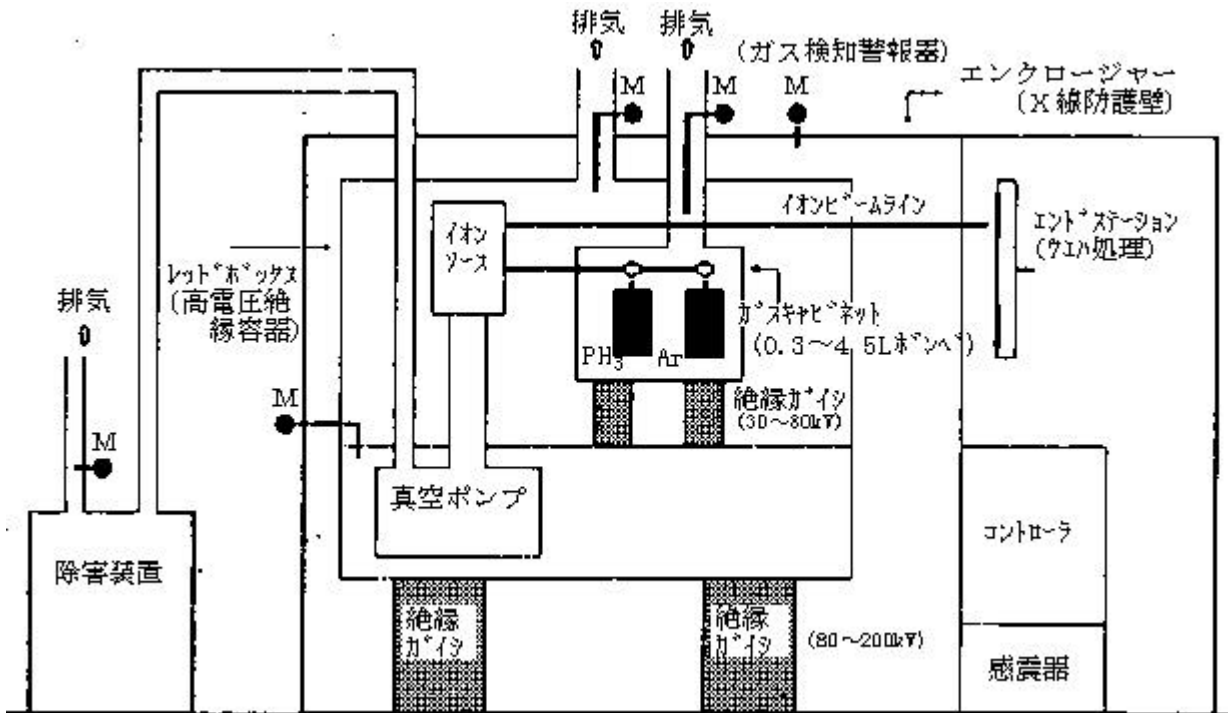 排気
排気
(ガス検知警報器)
M
M
M
エンクロージャー
(X線防護壁)
イオンビームライン
イオン
ソース
エンドステーション
(ウエハ処理)
レッドボックス
(高電圧絶
縁容器)
排気
ガスキャビネット
(0.3～4 5Lボンベ)
PH3
Ar
絶縁ガイシ
(30～80kV)
M
M
真空ポンプ
コントローラ
除害装置
絶縁
ガイシ
絶縁
ガイシ
(80～200kV)
感震器